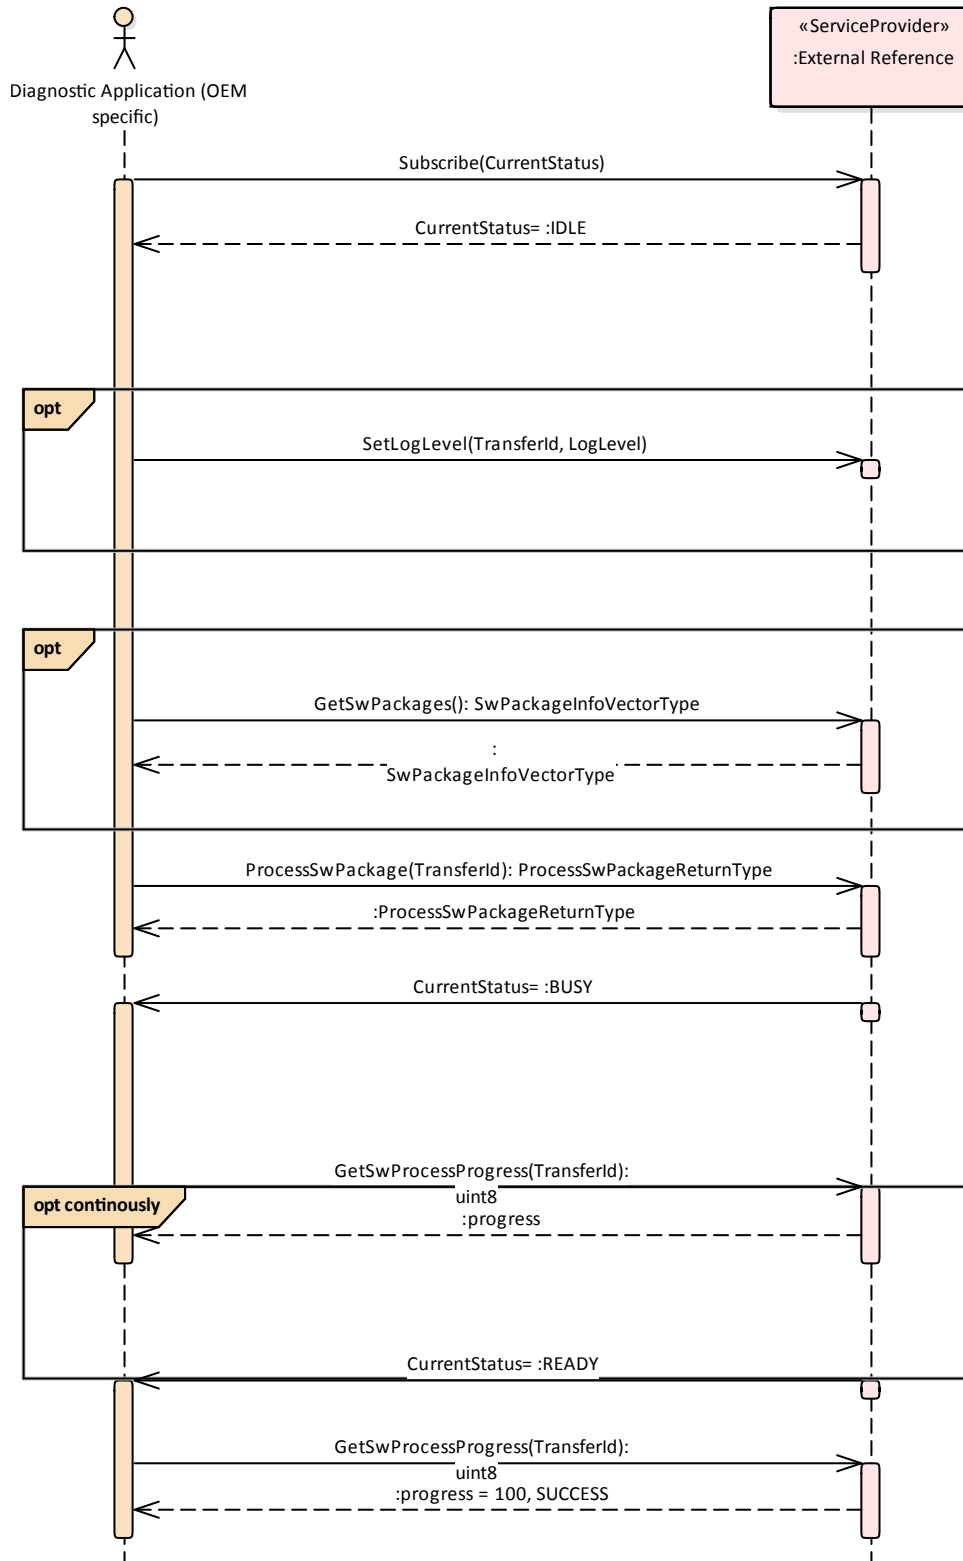 «ServiceProvider»
:External Reference
Diagnostic Application (OEM
specific)
Subscribe(CurrentStatus)
CurrentStatus= :IDLE
opt
SetLogLevel(TransferId, LogLevel)
opt
GetSwPackages(): SwPackageInfoVectorType
:
SwPackageInfoVectorType
ProcessSwPackage(TransferId): ProcessSwPackageReturnType
:ProcessSwPackageReturnType
CurrentStatus= :BUSY
GetSwProcessProgress(TransferId):
uint8
opt continously
:progress
CurrentStatus= :READY
GetSwProcessProgress(TransferId):
uint8
:progress = 100, SUCCESS